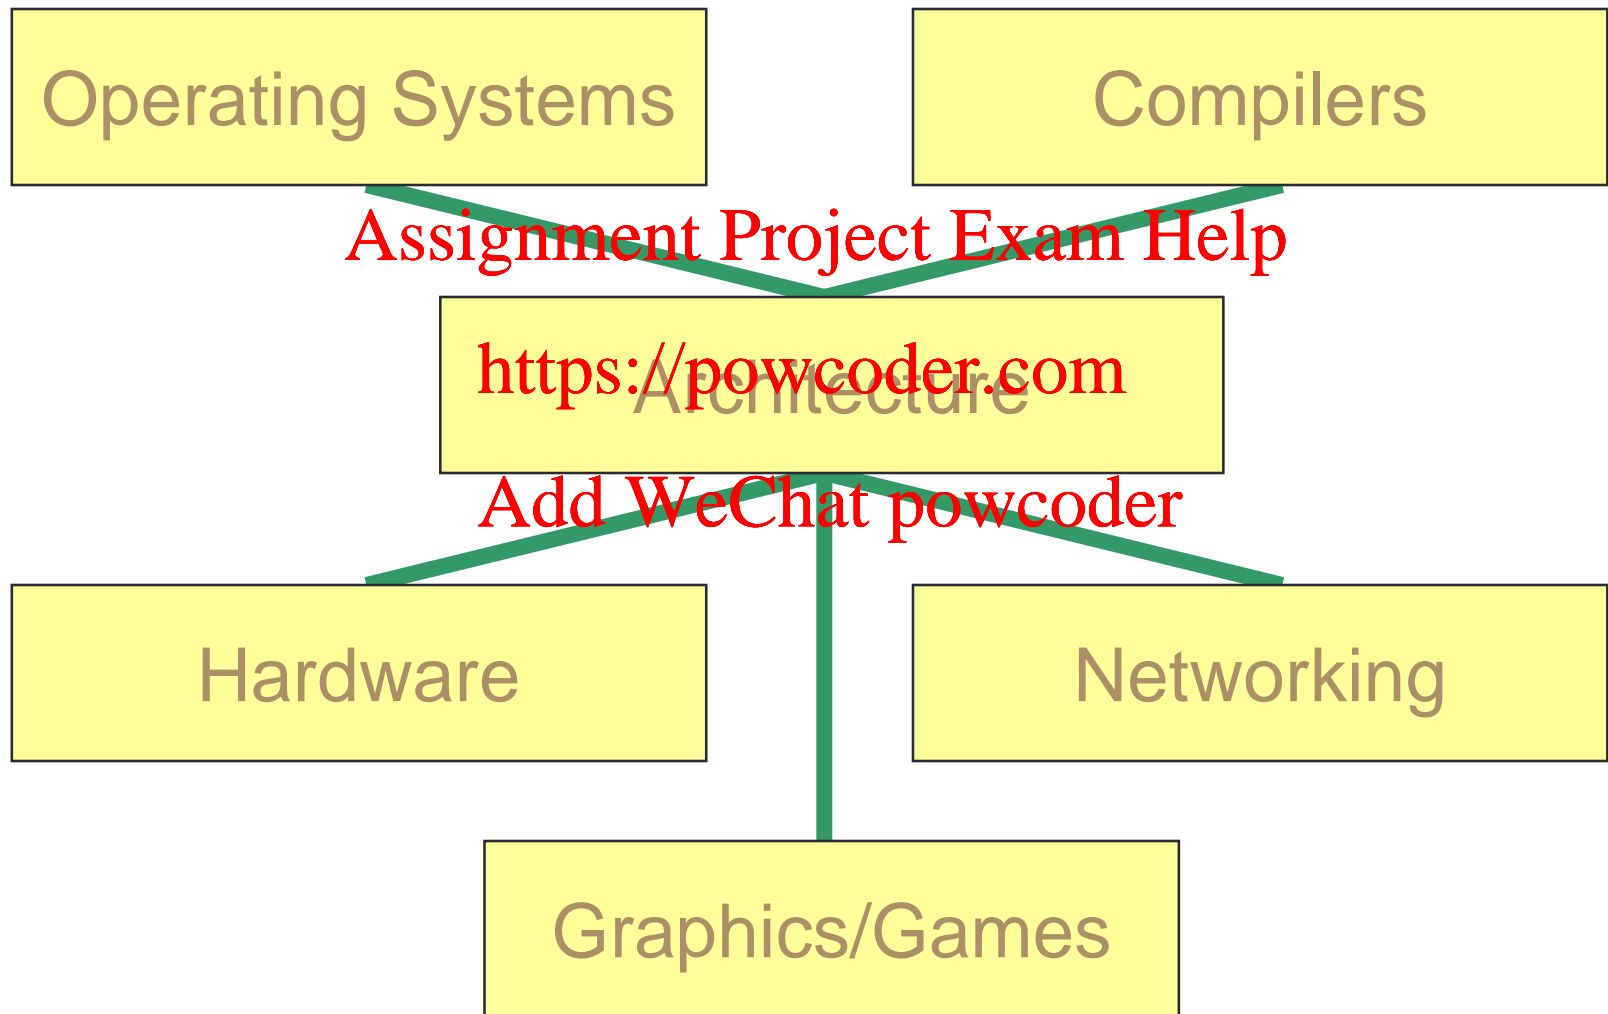 Operating Systems
Compilers
Assignment Project Exam Help
https://powcoder.com
Architecture
Add WeChat powcoder
Hardware
Networking
Graphics/Games